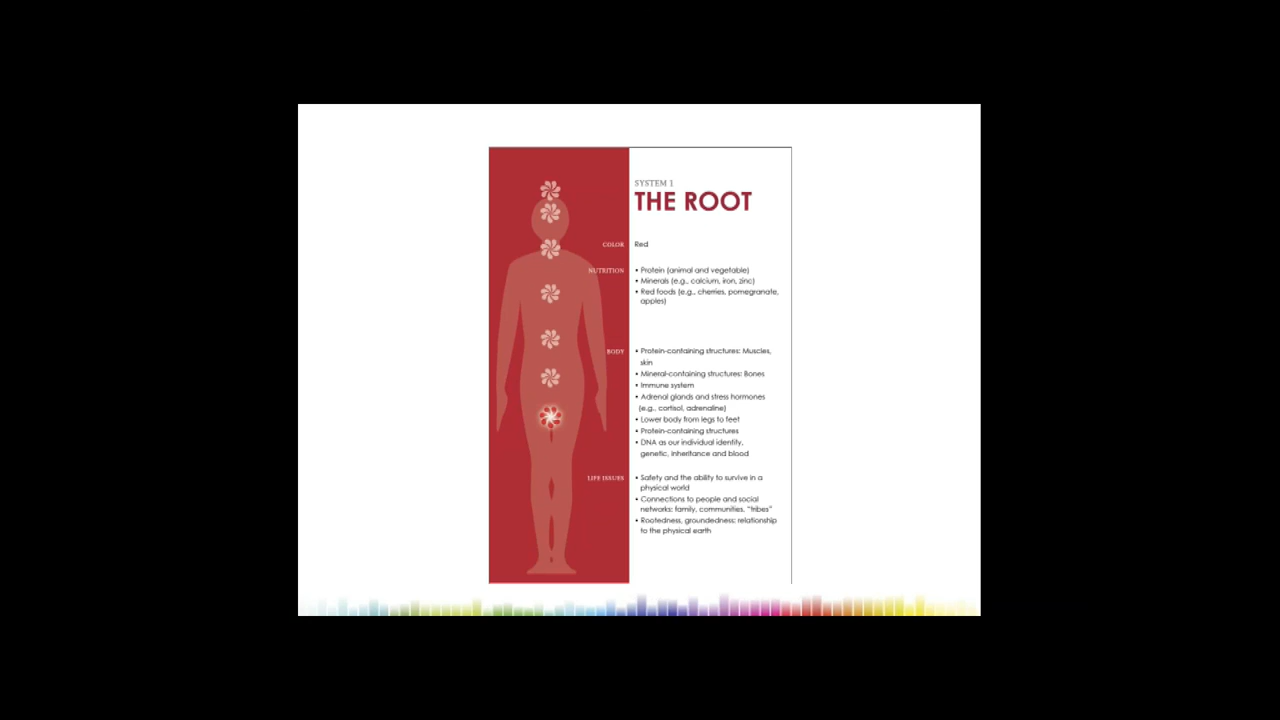 SYSTEM 1
THE ROOT
COLOR Red
NUTRITION • Protein (animal and vegetable)
• Minerals (e.g., calcium, iron, zinc)
• Red foods (e.g., cherries, pomegranate,
apples)
BODY • Protein-containing structures: Muscles,
skin
• Mineral-containing structures: Bones
• Immune system
• Adrenal glands and stress hormones
(e.g., cortisol, adrenaline)
• Lower body from legs to feet
• Protein-containing structures
• DNA as our individual identity,
genetic, inheritance and blood
LIFE ISSUES • Safety and the ability to survive in a
physical world
• Connections to people and social
networks: family, communities, "tribes"
• Rootedness, groundedness: relationship
to the physical earth